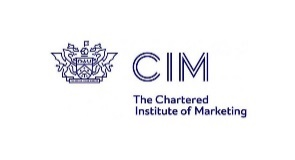 CIM
The Chartered
Institute of Marketing